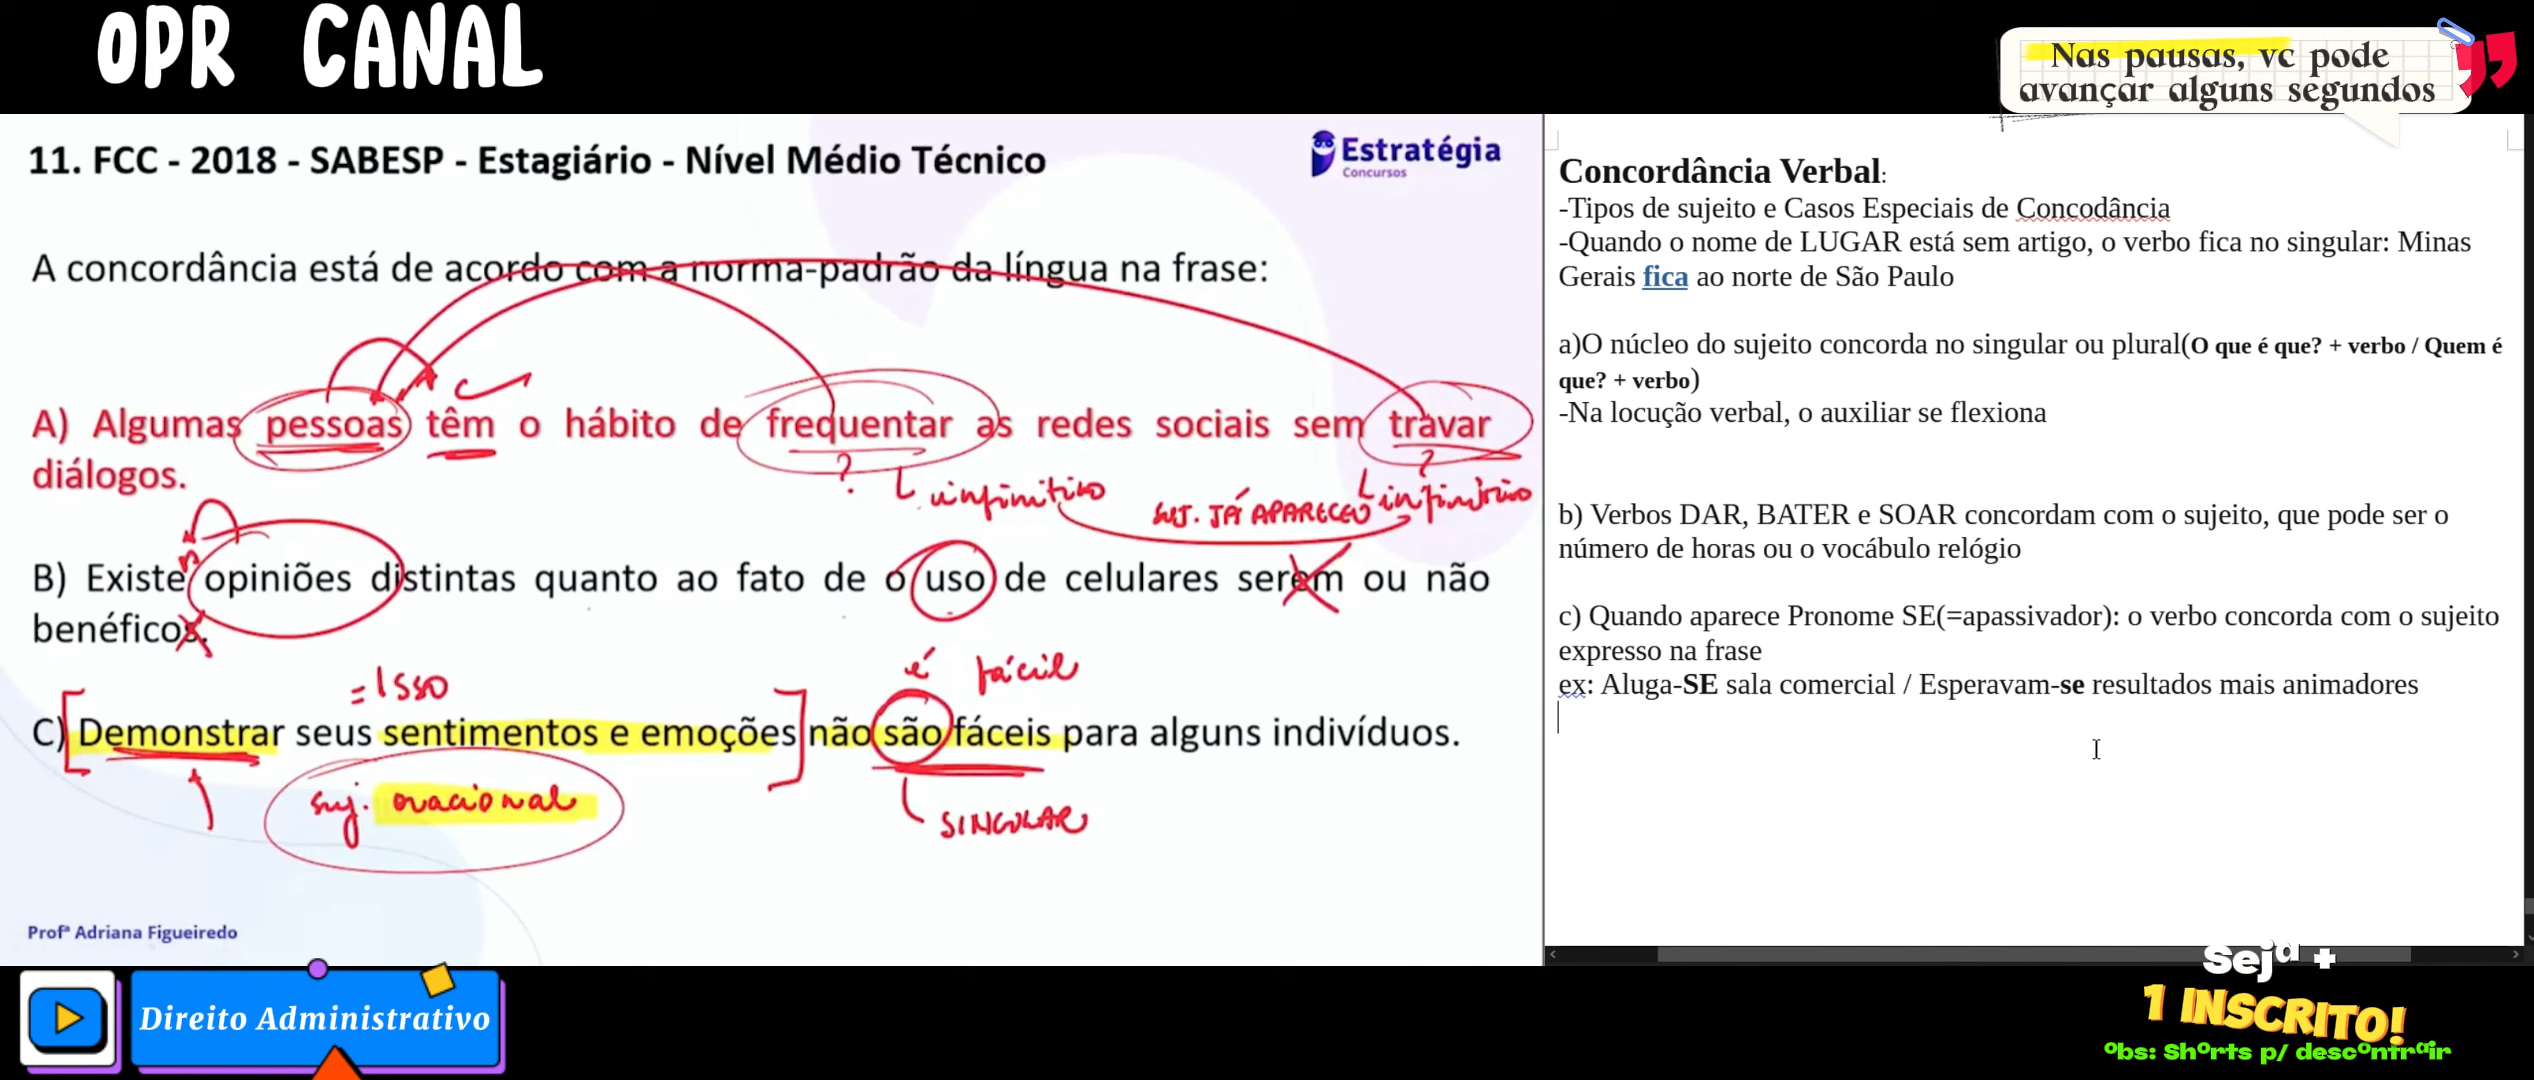 OPR CANAL
Nas pausas, vc pode
avançar alguns segundos
11. FCC - 2018 - SABESP - Estagiário - Nível Médio Técnico
Estratégia
Concursos
A concordância está de acordo com a norma-padrão da língua na frase:
A) Algumas pessoas têm o hábito de frequentar as redes sociais sem travar
diálogos.
? infinitivo SUJ. JÁ APARECEU ? infinitivo
B) Existe opiniões distintas quanto ao fato de o uso de celulares serem ou não
benéficos.
=Isso é fácil
C) Demonstrar seus sentimentos e emoções não são fáceis para alguns indivíduos.
suj. oracional
SINGULAR
Profª Adriana Figueiredo
Concordância Verbal:
-Tipos de sujeito e Casos Especiais de Concodância
-Quando o nome de LUGAR está sem artigo, o verbo fica no singular: Minas
Gerais fica ao norte de São Paulo
a)O núcleo do sujeito concorda no singular ou plural(O que é que? + verbo / Quem é
que? + verbo)
-Na locução verbal, o auxiliar se flexiona
b) Verbos DAR, BATER e SOAR concordam com o sujeito, que pode ser o
número de horas ou o vocábulo relógio
c) Quando aparece Pronome SE(=apassivador): o verbo concorda com o sujeito
expresso na frase
ex: Aluga-SE sala comercial / Esperavam-se resultados mais animadores
Direito Administrativo
Seja +
1 INSCRITO!
obs: Shorts p/ descontrair